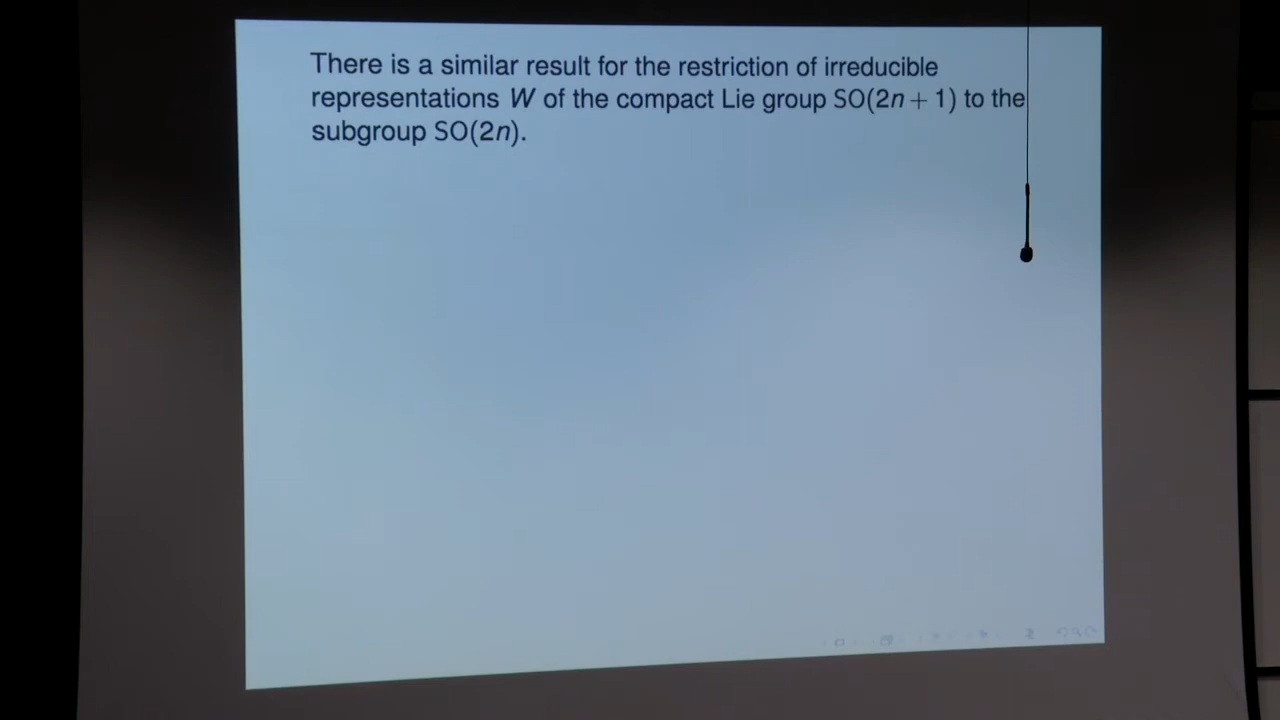 There is a similar result for the restriction of irreducible
representations W of the compact Lie group SO(2n + 1) to the
subgroup SO(2n).